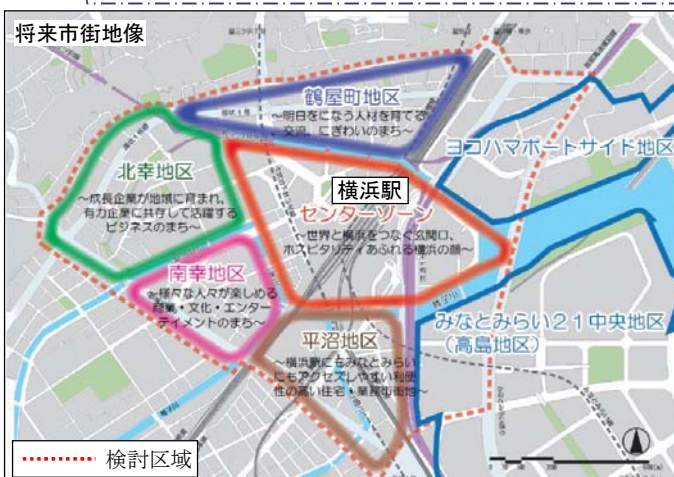 将来市街地像
鶴屋町地区
～明日をになう人材を育てる
、交流、にぎわいのまち～
ヨコハマポートサイド地区
北幸地区
～成長企業が地域に育まれ、
有力企業に共存して活躍する
ビジネスのまち～
横浜駅
センターゾーン
～世界と横浜をつなぐ玄関口、
ホスピタリティあふれる横浜の顔～
南幸地区
～様々な人々が楽しめる
商業・文化・エンター
テイメントのまち～
みなとみらい２１中央地区
（高島地区）
平沼地区
～横浜駅にもみなとみらい
にもアクセスしやすい利便
性の高い住宅・業務市街地～
検討区域